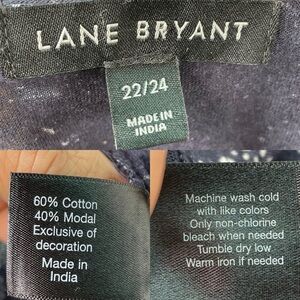 LANE BRYANT
22/24
MADE IN
INDIA
60% Cotton
40% Modal
Exclusive of
decoration
Made in
India
Machine wash cold
with like colors
Only non-chlorine
bleach when needed
Tumble dry low
Warm iron if needed